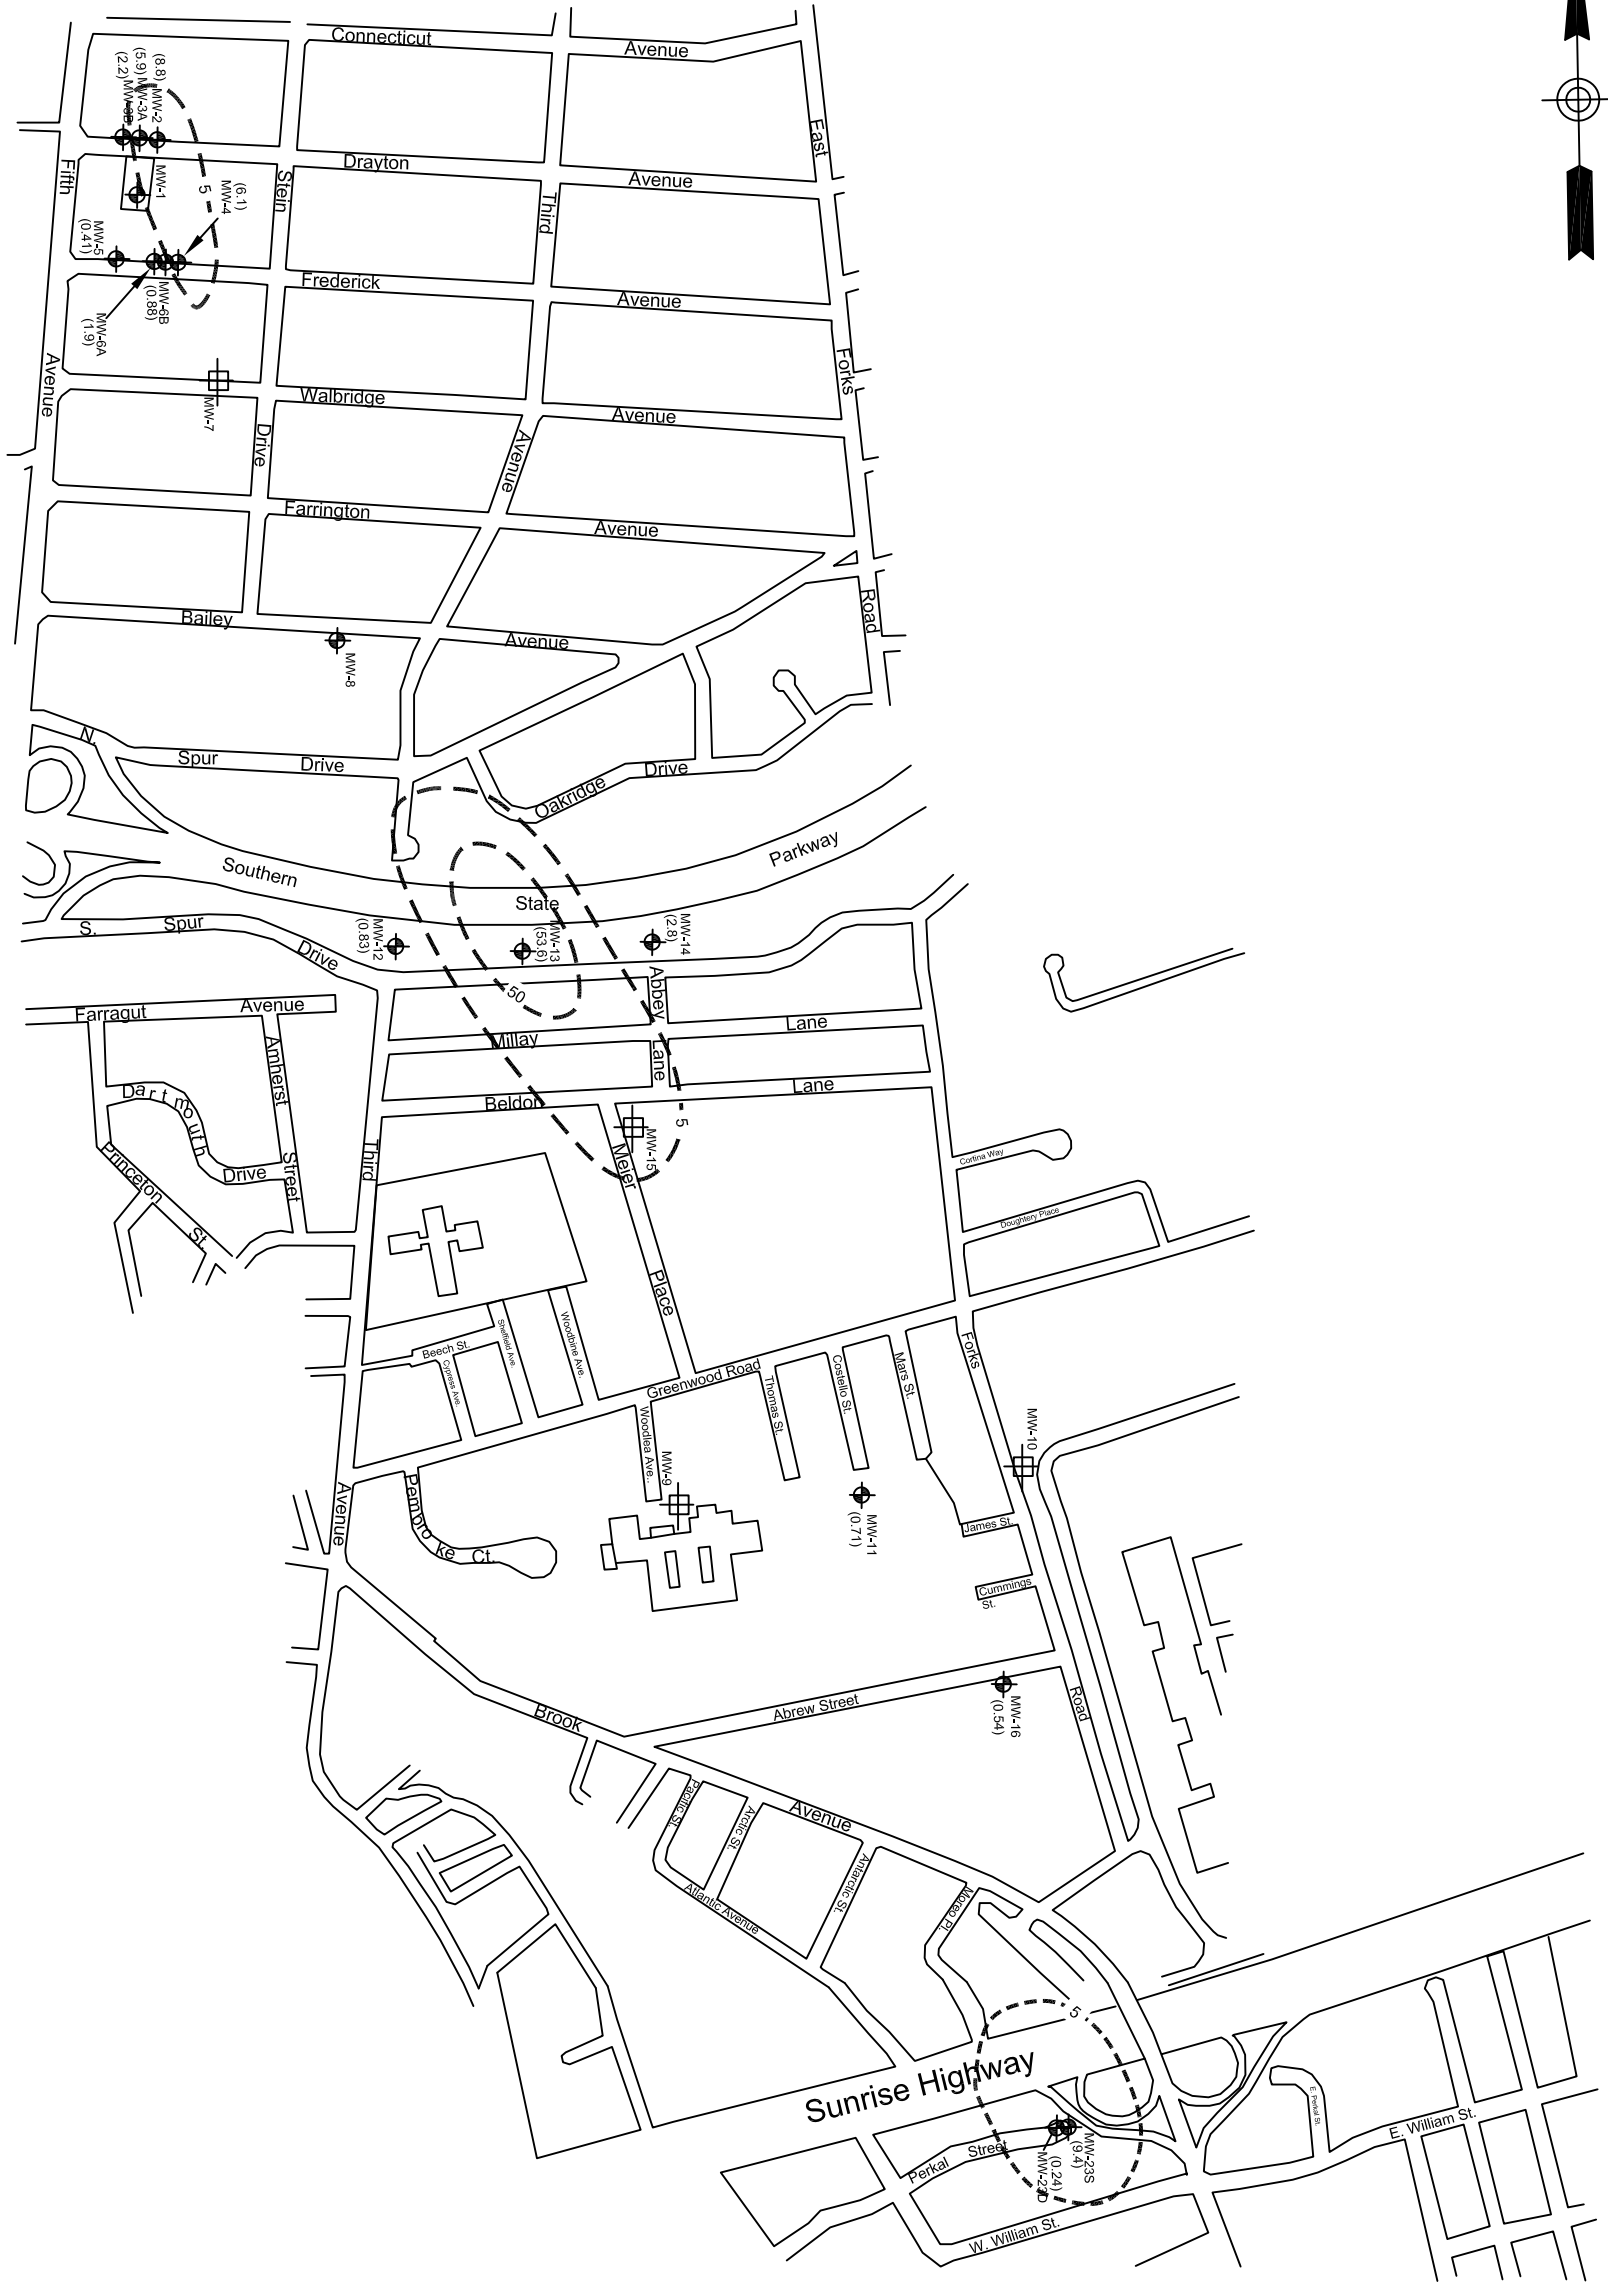 Connecticut
Avenue
(8.8) MW-2
(5.9) MW-3A
(2.2) MW-3B
East
Drayton
Avenue
Fifth
MW-1
5
(6.1)
MW-4
Stein
Third
MW-5
(0.41)
Frederick
Avenue
MW-6B
(0.88)
MW-6A
(1.9)
Avenue
Forks
MW-7
Walbridge
Avenue
Drive
Avenue
Farrington
Avenue
Road
Bailey
Avenue
MW-8
N.
Spur
Drive
Oakridge
Drive
Southern
State
Parkway
S.
Spur
Drive
MW-12
(0.83)
MW-13
(53.6)
MW-14
(2.8)
50
Abbey
Lane
Farragut
Avenue
Millay
Lane
Amherst
Street
Dartmouth
Drive
Beldon
Lane
5
MW-15
Third
Meier
Place
Princeton
St.
Cortina Way
Doughtery Place
Beech St.
Cypress Ave.
Sheffield Ave.
Woodbine Ave.
Greenwood Road
Thomas St.
Costello St.
Mars St.
Forks
MW-10
Woodlea Ave..
MW-9
Avenue
Pembroke Ct.
MW-11
(0.71)
James St.
Cummings
St.
Brook
Abrew Street
MW-16
(0.54)
Road
Pacific St.
Arctic St.
Avenue
Antarctic St.
Atlantic Avenue
Moreo Pl.
5
Sunrise Highway
MW-23S
(9.4)
(0.24)
MW-23D
Perkal
Street
E. Perkal St.
E. William St.
W. William St.